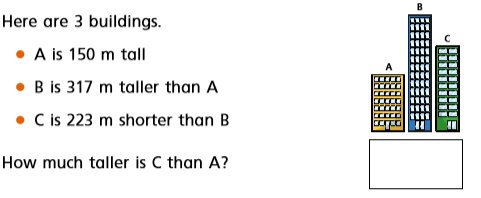 Here are 3 buildings.
• A is 150 m tall
• B is 317 m taller than A
• C is 223 m shorter than B
How much taller is C than A?
A
B
C